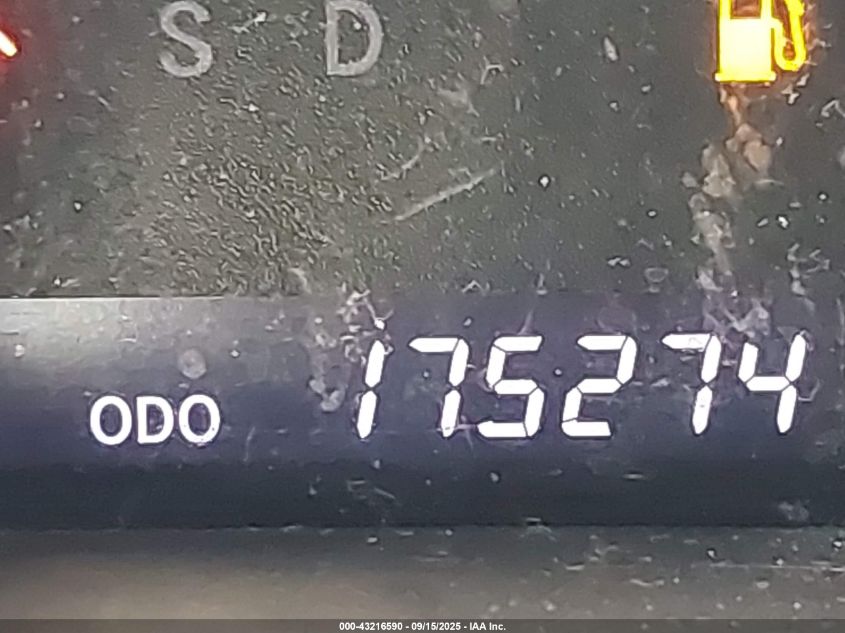 S D
ODO 175274
000-43216590 - 09/15/2025 - IAA Inc.